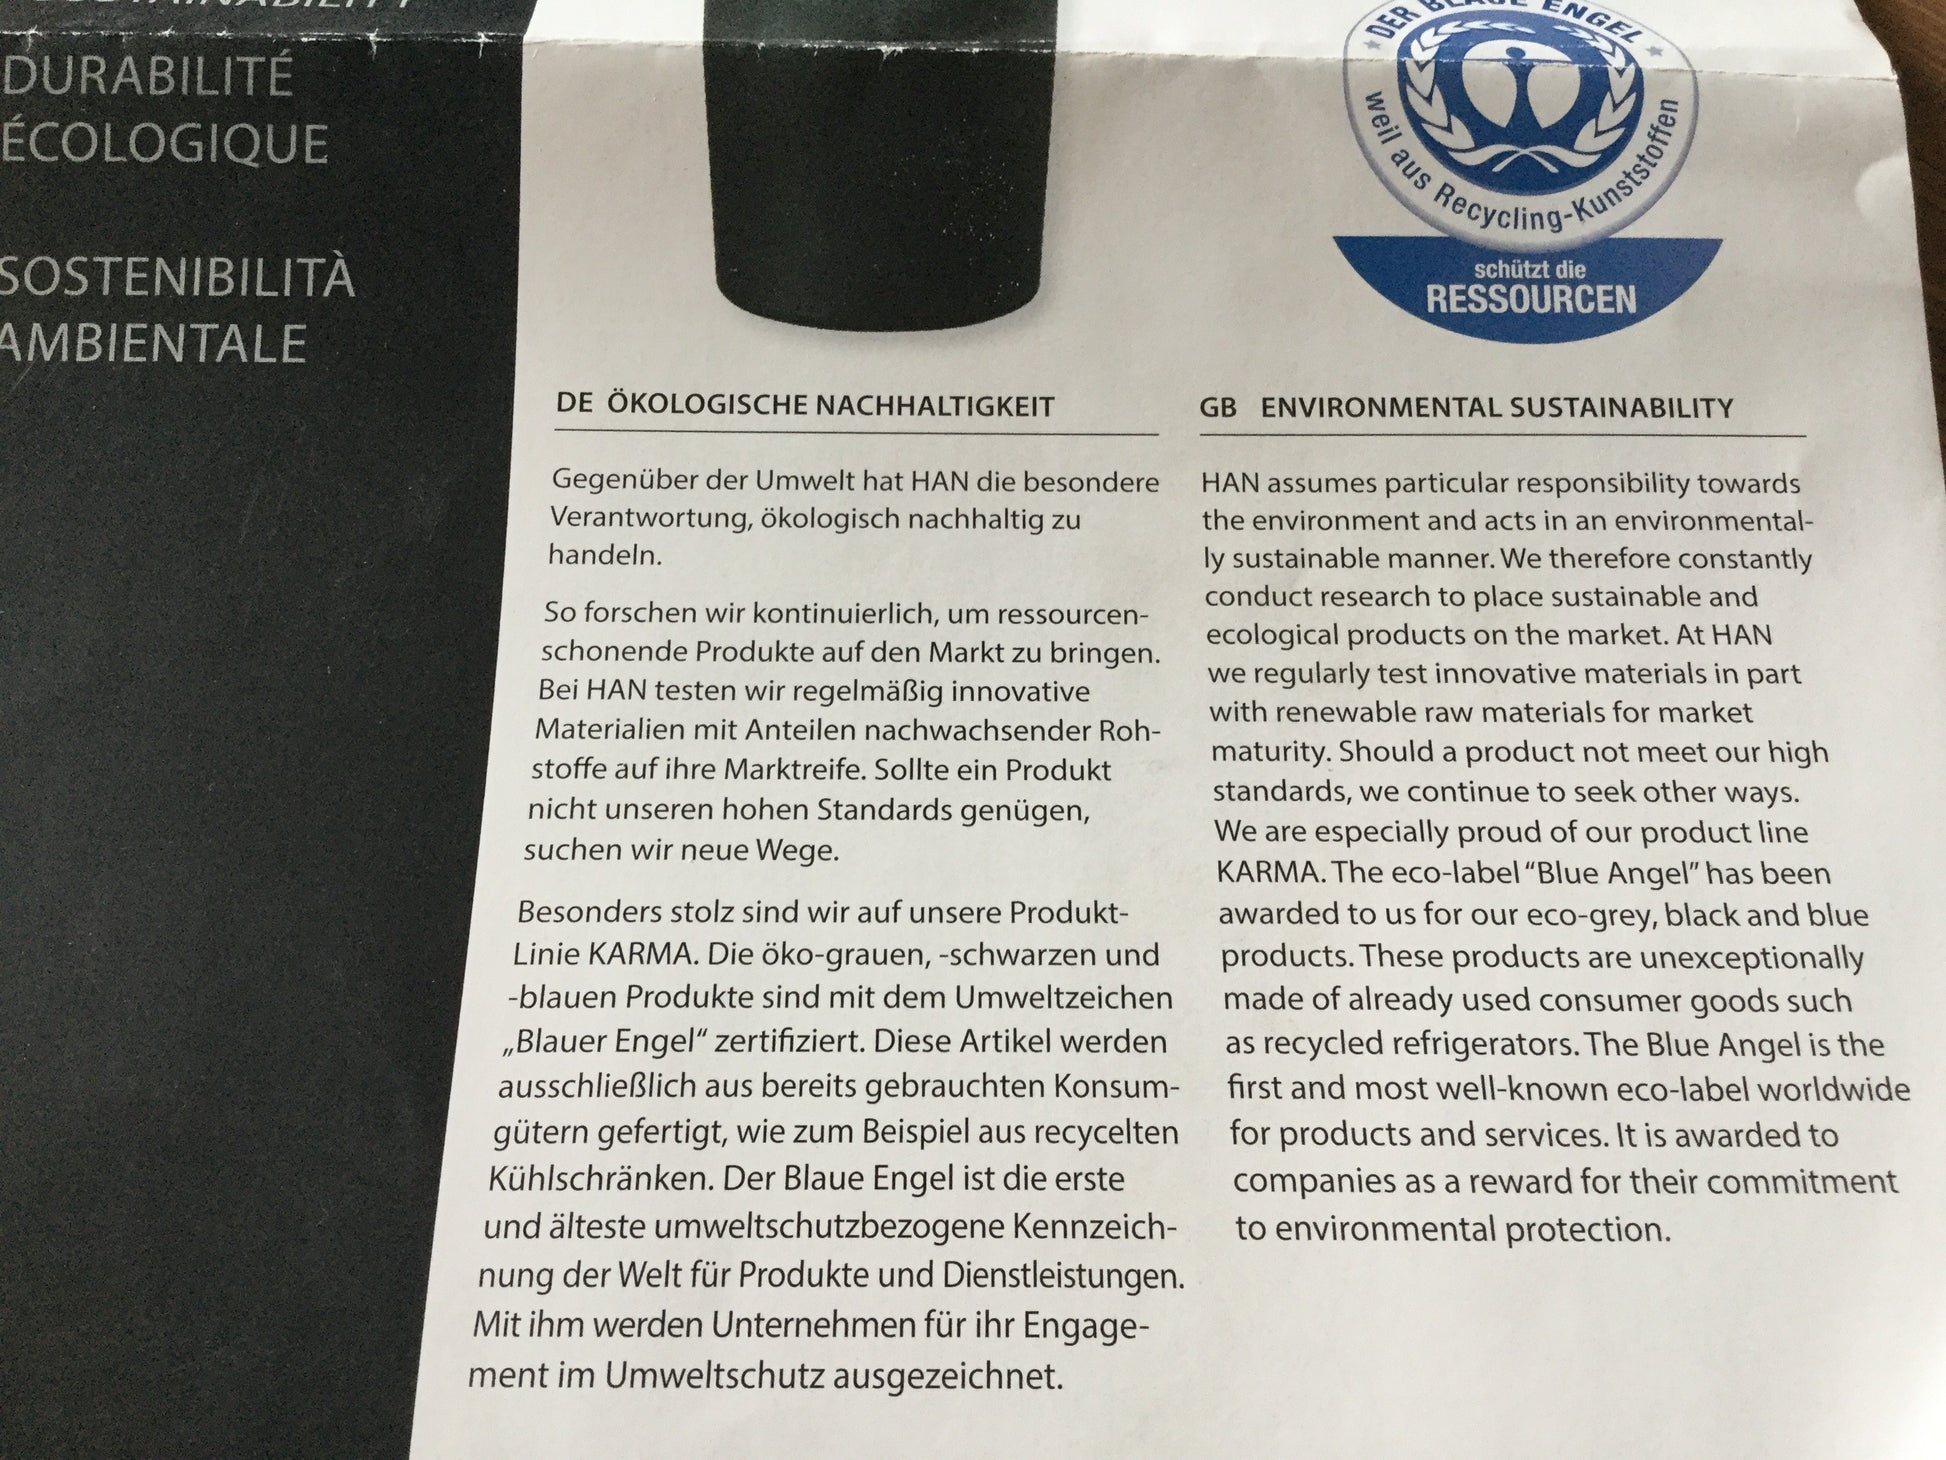 SUSTAINABILITY
DURABILITÉ
ÉCOLOGIQUE
SOSTENIBILITÀ
AMBIENTALE
DER BLAUE ENGEL
weil aus Recycling-Kunststoffen
schützt die
RESSOURCEN
DE ÖKOLOGISCHE NACHHALTIGKEIT
Gegenüber der Umwelt hat HAN die besondere
Verantwortung, ökologisch nachhaltig zu
handeln.
So forschen wir kontinuierlich, um ressourcen-
schonende Produkte auf den Markt zu bringen.
Bei HAN testen wir regelmäßig innovative
Materialien mit Anteilen nachwachsender Roh-
stoffe auf ihre Marktreife. Sollte ein Produkt
nicht unseren hohen Standards genügen,
suchen wir neue Wege.
Besonders stolz sind wir auf unsere Produkt-
Linie KARMA. Die öko-grauen, -schwarzen und
-blauen Produkte sind mit dem Umweltzeichen
„Blauer Engel“ zertifiziert. Diese Artikel werden
ausschließlich aus bereits gebrauchten Konsum-
gütern gefertigt, wie zum Beispiel aus recycelten
Kühlschränken. Der Blaue Engel ist die erste
und älteste umweltschutzbezogene Kennzeich-
nung der Welt für Produkte und Dienstleistungen.
Mit ihm werden Unternehmen für ihr Engage-
ment im Umweltschutz ausgezeichnet.
GB ENVIRONMENTAL SUSTAINABILITY
HAN assumes particular responsibility towards
the environment and acts in an environmental-
ly sustainable manner. We therefore constantly
conduct research to place sustainable and
ecological products on the market. At HAN
we regularly test innovative materials in part
with renewable raw materials for market
maturity. Should a product not meet our high
standards, we continue to seek other ways.
We are especially proud of our product line
KARMA. The eco-label “Blue Angel” has been
awarded to us for our eco-grey, black and blue
products. These products are unexceptionally
made of already used consumer goods such
as recycled refrigerators. The Blue Angel is the
first and most well-known eco-label worldwide
for products and services. It is awarded to
companies as a reward for their commitment
to environmental protection.